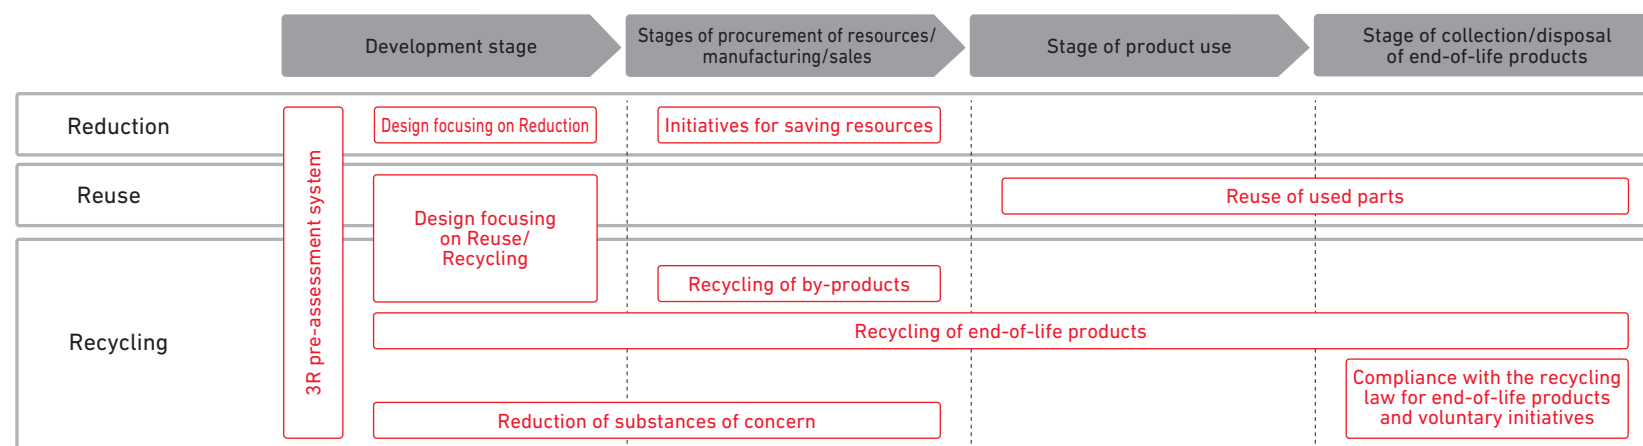 Development stage
Stages of procurement of resources/
manufacturing/sales
Stage of product use
Stage of collection/disposal
of end-of-life products
Reduction
3R pre-assessment system
Design focusing on Reduction
Initiatives for saving resources
Reuse
Design focusing
on Reuse/
Recycling
Reuse of used parts
Recycling
Recycling of by-products
Recycling of end-of-life products
Compliance with the recycling
law for end-of-life products
and voluntary initiatives
Reduction of substances of concern